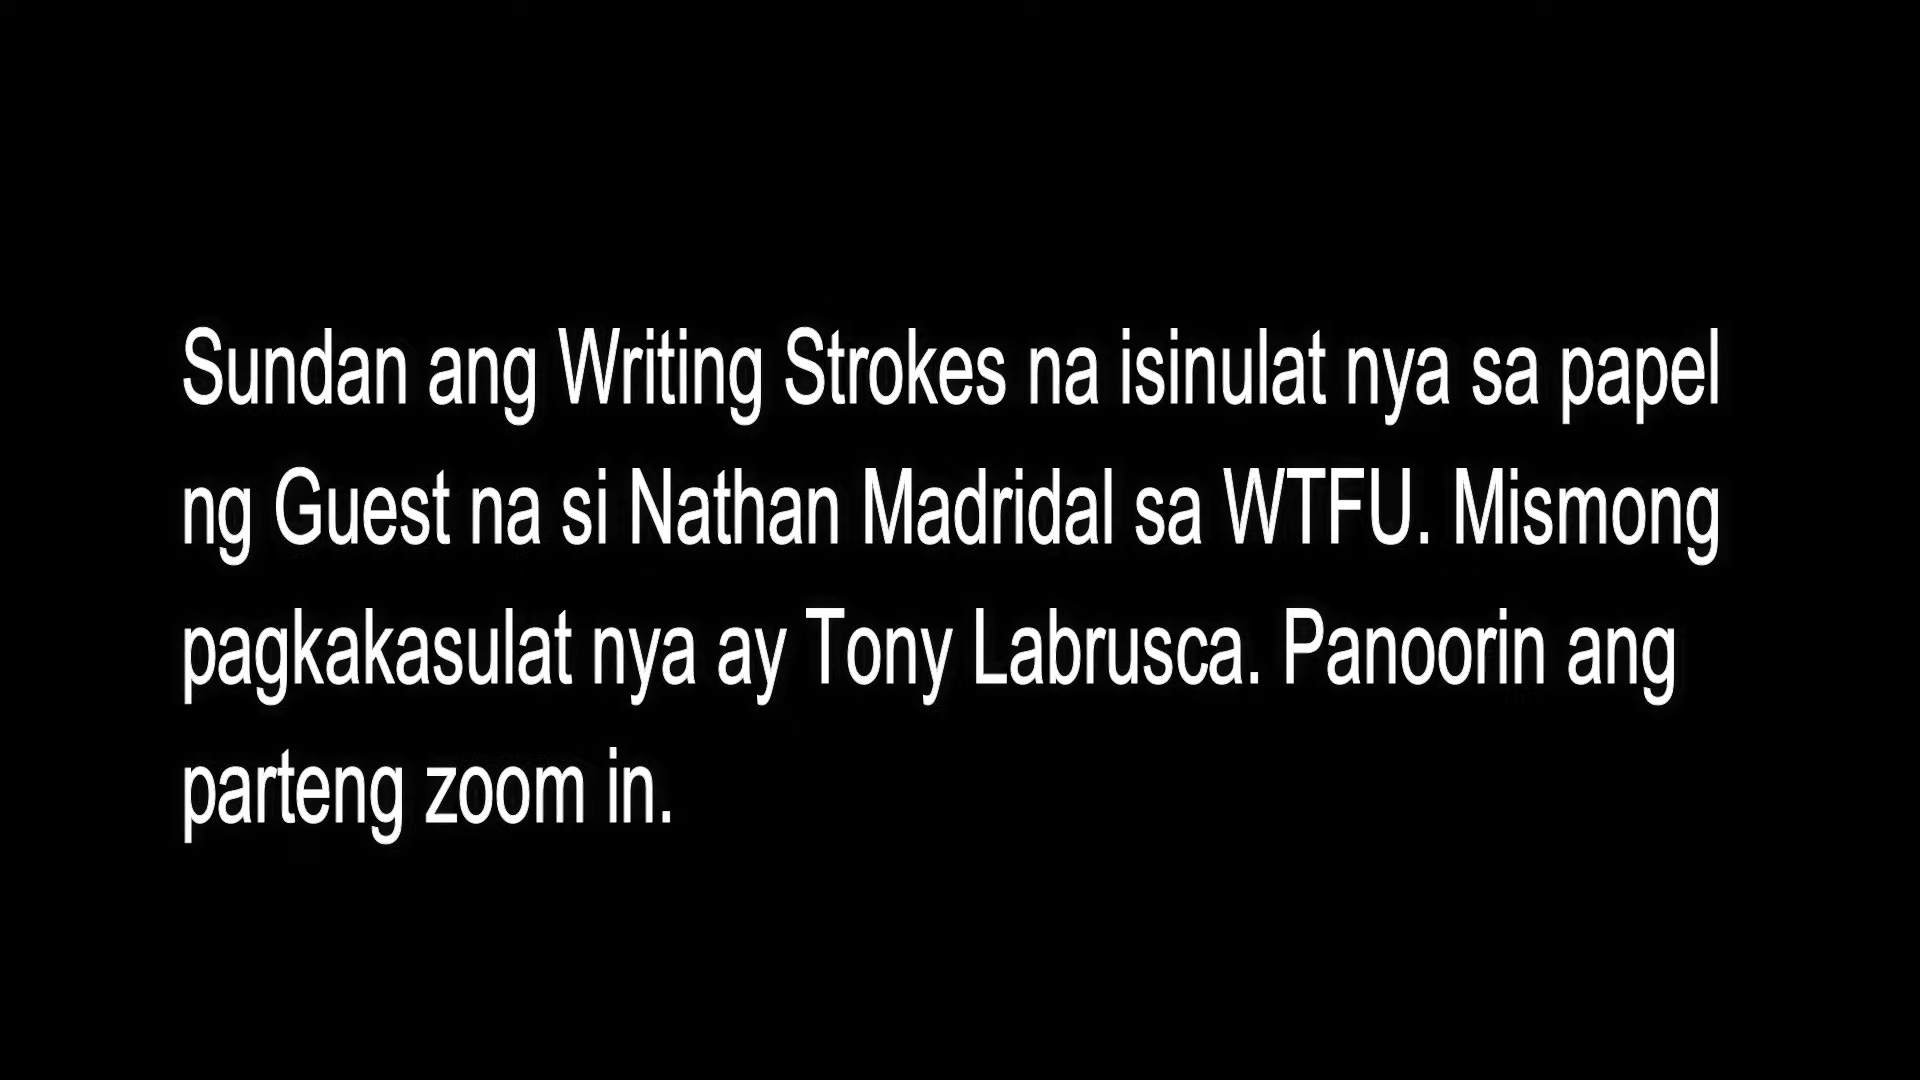 Sundan ang Writing Strokes na isinulat nya sa papel
ng Guest na si Nathan Madridal sa WTFU. Mismong
pagkakasulat nya ay Tony Labrusca. Panoorin ang
parteng zoom in.